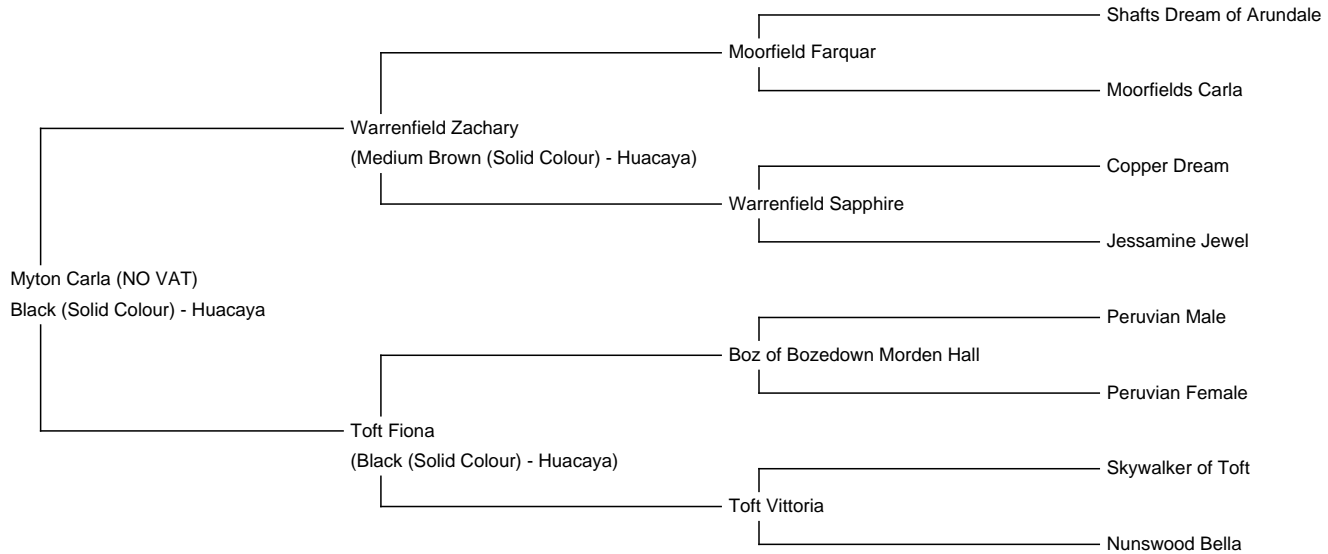 Shafts Dream of Arundale
Moorfield Farquar
Moorfields Carla
Warrenfield Zachary
(Medium Brown (Solid Colour) - Huacaya)
Copper Dream
Warrenfield Sapphire
Jessamine Jewel
Myton Carla (NO VAT)
Black (Solid Colour) - Huacaya
Peruvian Male
Boz of Bozedown Morden Hall
Peruvian Female
Toft Fiona
(Black (Solid Colour) - Huacaya)
Skywalker of Toft
Toft Vittoria
Nunswood Bella